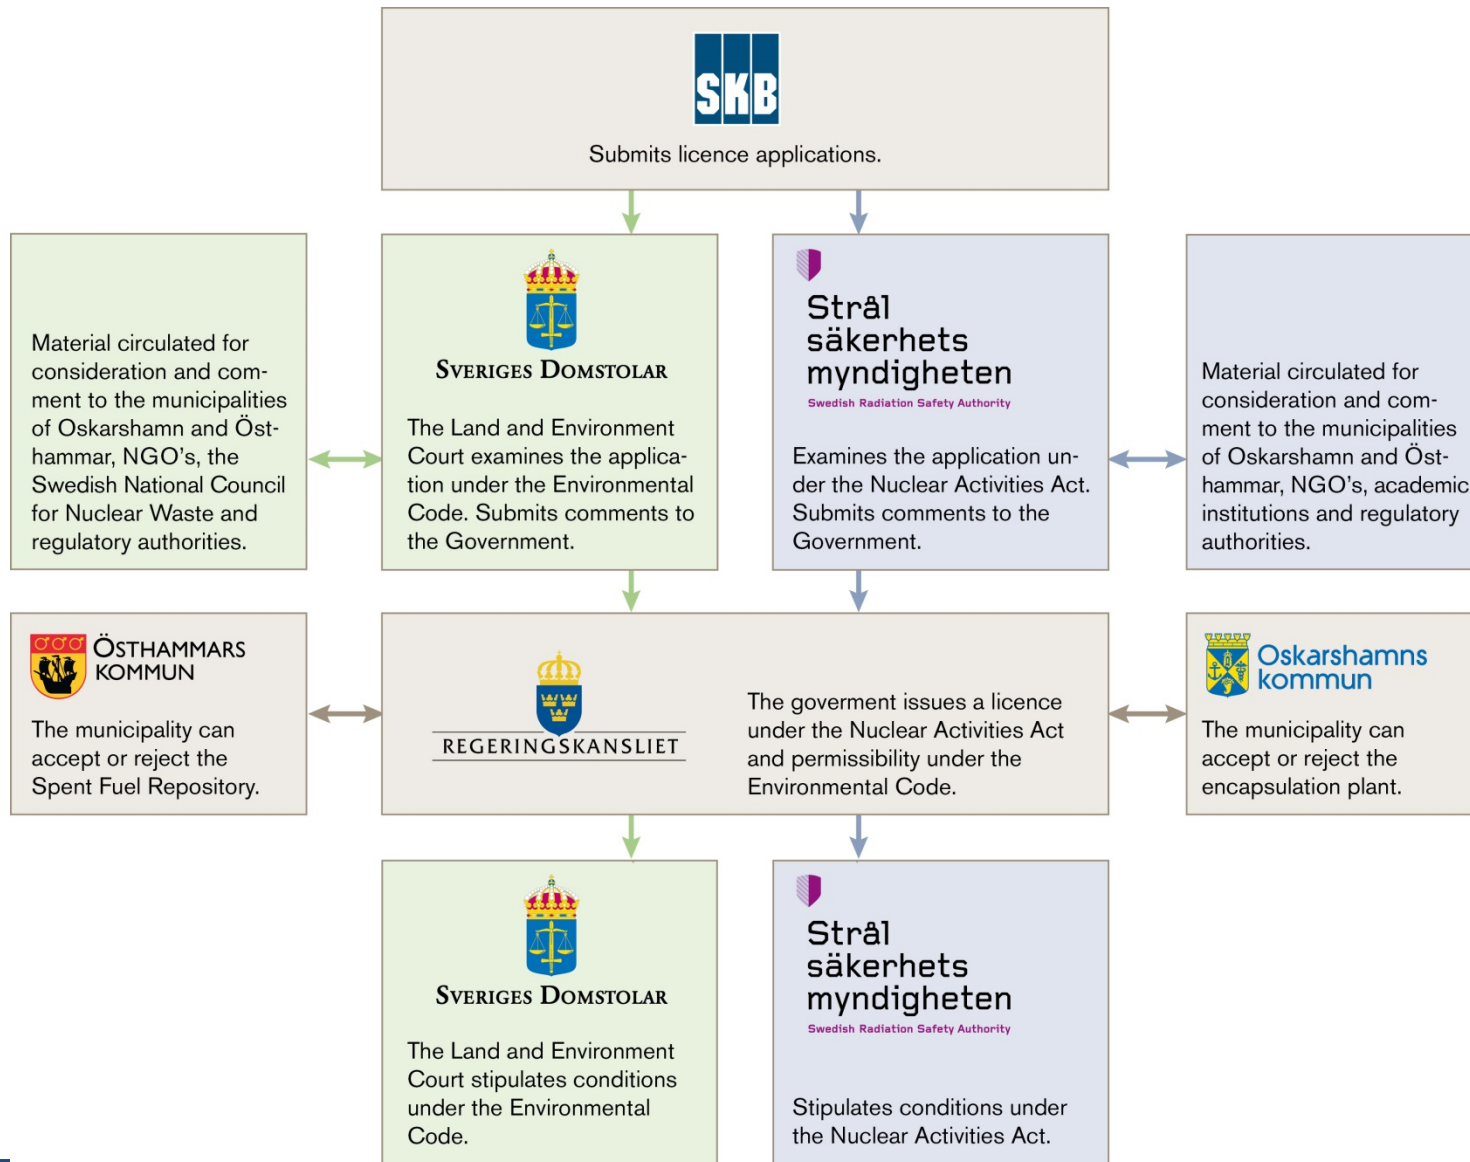 SKB
Submits licence applications.
Material circulated for
consideration and com-
ment to the municipalities
of Oskarshamn and Öst-
hammar, NGO's, the
Swedish National Council
for Nuclear Waste and
regulatory authorities.
SVERIGES DOMSTOLAR
The Land and Environment
Court examines the applica-
tion under the Environmental
Code. Submits comments to
the Government.
Strål
säkerhets
myndigheten
Swedish Radiation Safety Authority
Examines the application un-
der the Nuclear Activities Act.
Submits comments to the
Government.
Material circulated for
consideration and com-
ment to the municipalities
of Oskarshamn and Öst-
hammar, NGO's, academic
institutions and regulatory
authorities.
ÖSTHAMMARS
KOMMUN
The municipality can
accept or reject the
Spent Fuel Repository.
REGERINGSKANSLIET
The goverment issues a licence
under the Nuclear Activities Act
and permissibility under the
Environmental Code.
Oskarshamns
kommun
The municipality can
accept or reject the
encapsulation plant.
SVERIGES DOMSTOLAR
The Land and Environment
Court stipulates conditions
under the Environmental
Code.
Strål
säkerhets
myndigheten
Swedish Radiation Safety Authority
Stipulates conditions under
the Nuclear Activities Act.